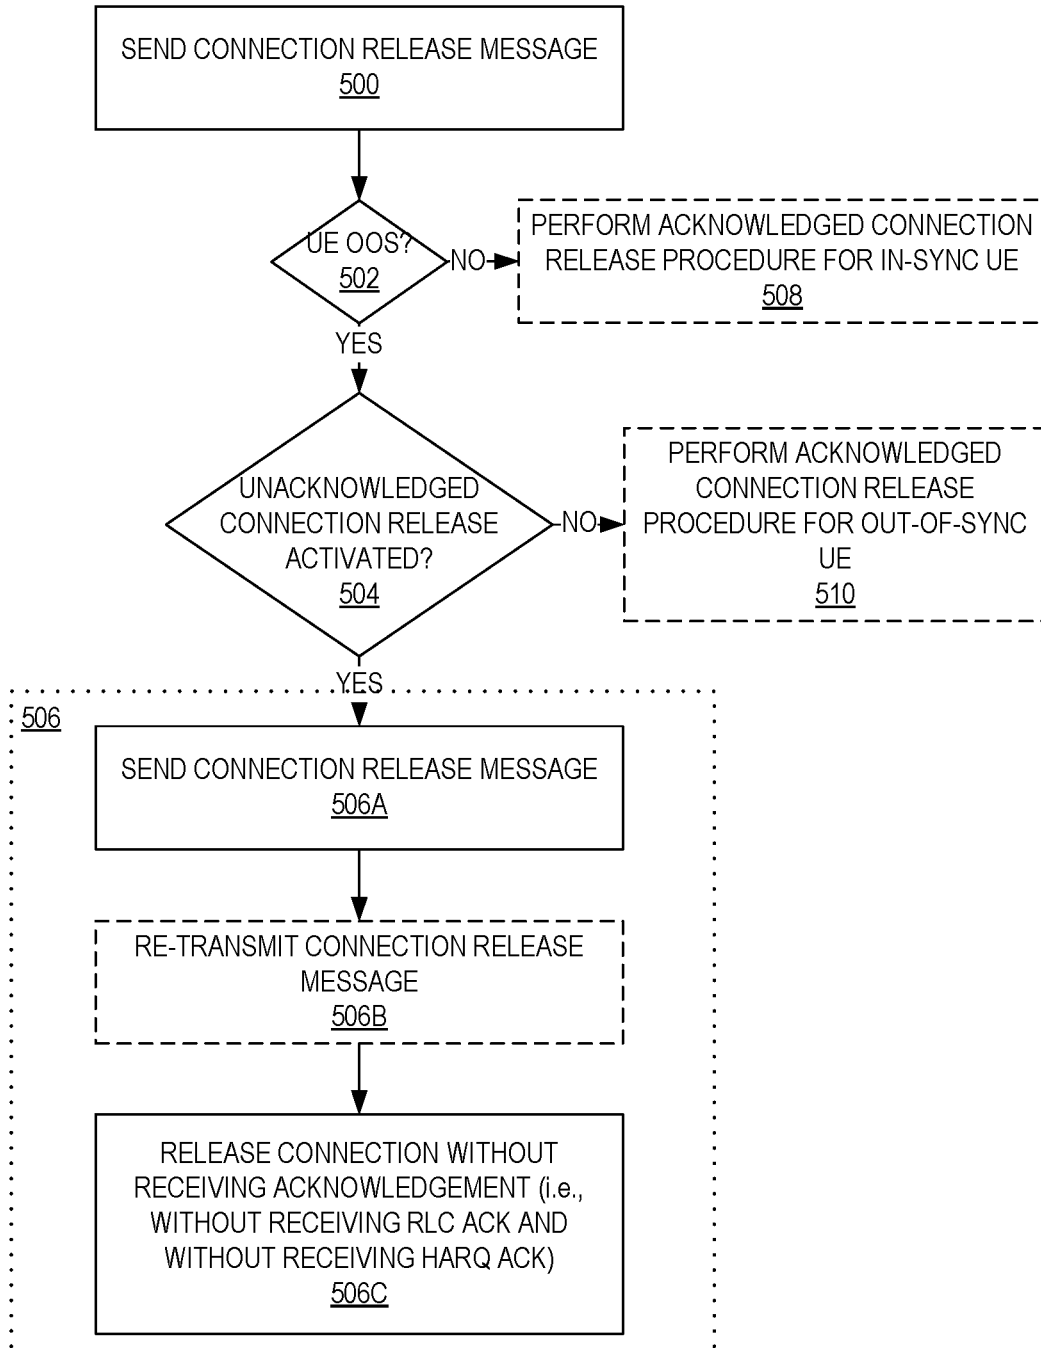 SEND CONNECTION RELEASE MESSAGE
500
UE OOS?
502
NO
PERFORM ACKNOWLEDGED CONNECTION
RELEASE PROCEDURE FOR IN-SYNC UE
508
YES
UNACKNOWLEDGED
CONNECTION RELEASE
ACTIVATED?
504
NO
PERFORM ACKNOWLEDGED
CONNECTION RELEASE
PROCEDURE FOR OUT-OF-SYNC
UE
510
YES
506
SEND CONNECTION RELEASE MESSAGE
506A
RE-TRANSMIT CONNECTION RELEASE
MESSAGE
506B
RELEASE CONNECTION WITHOUT
RECEIVING ACKNOWLEDGEMENT (i.e.,
WITHOUT RECEIVING RLC ACK AND
WITHOUT RECEIVING HARQ ACK)
506C